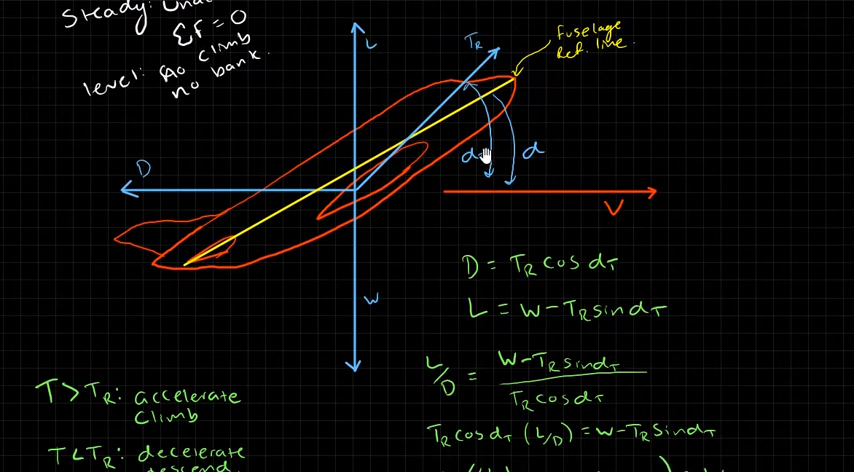 Steady:
ΣF = 0
level: no climb
no bank.
L
T_R
fuselage
Ref. line.
D
α
α
V
W
D = T_R cos α_T
L = W - T_R sin α_T
L/D = (W - T_R sin α_T) / (T_R cos α_T)
T_R cos α_T (L/D) = W - T_R sin α_T
T > T_R: accelerate
climb
T < T_R: decelerate
descend